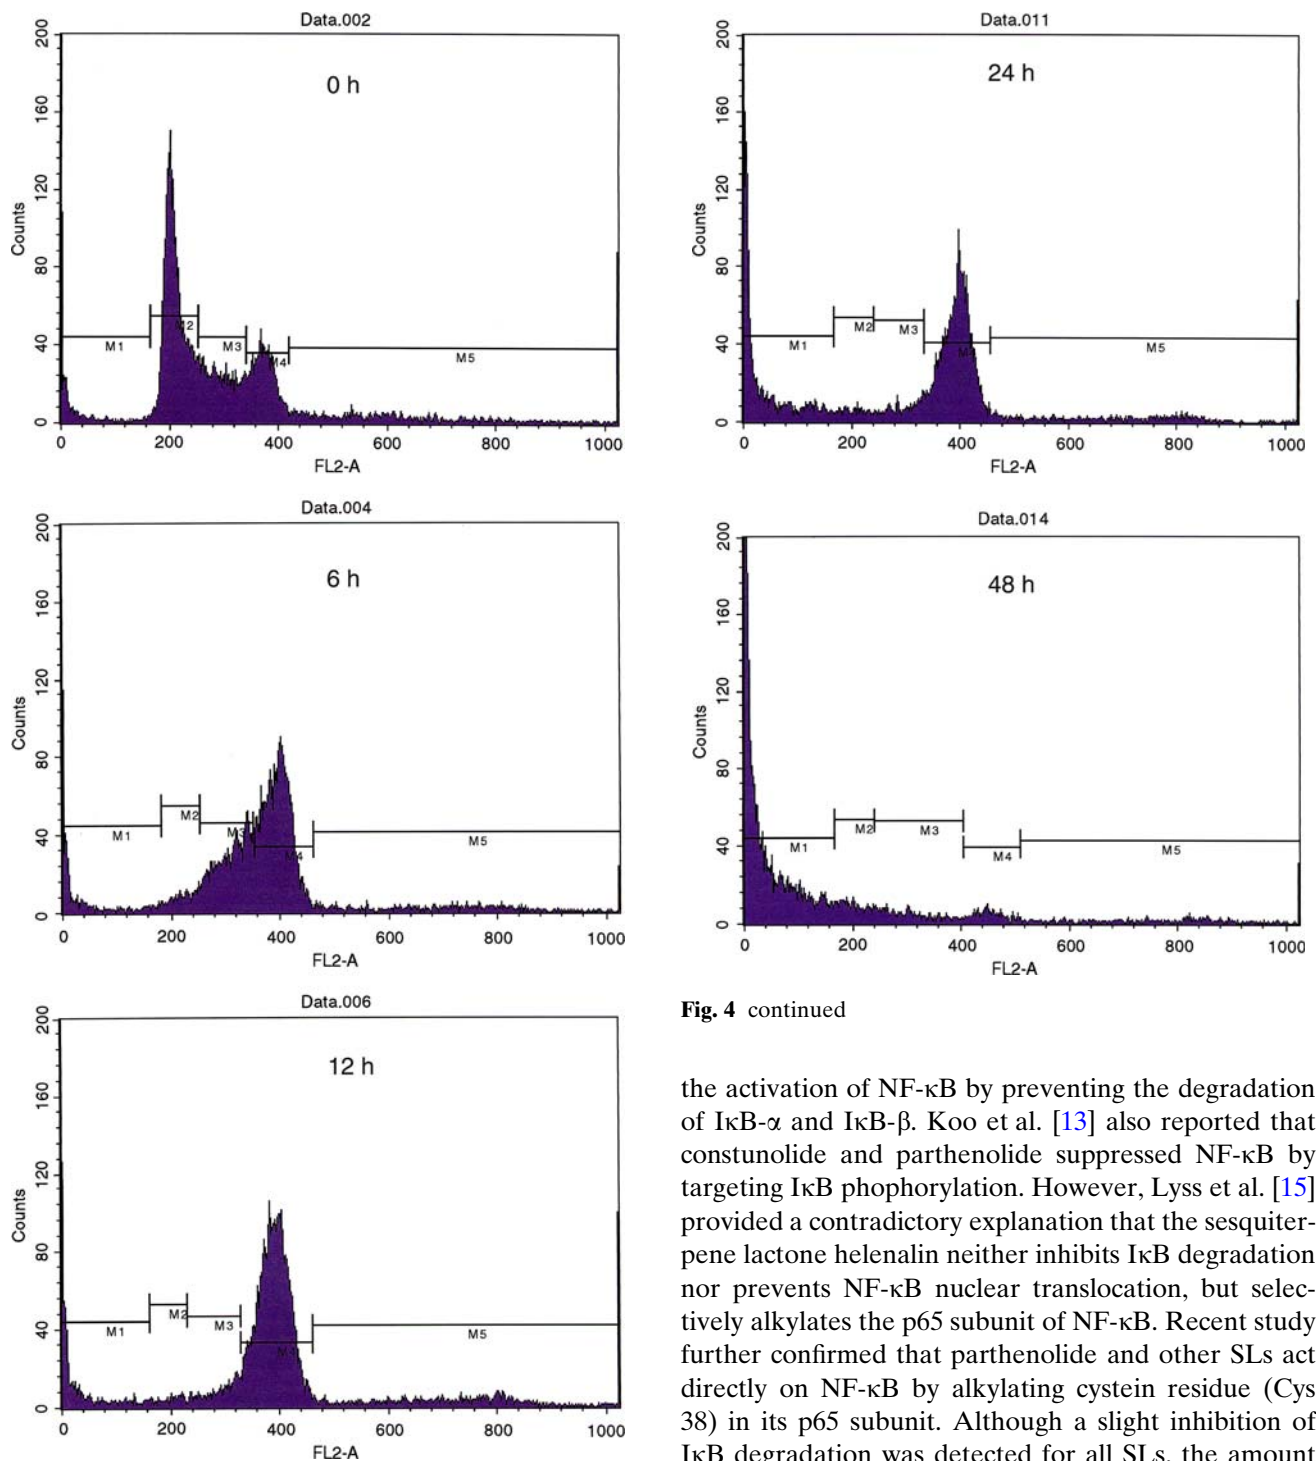 Data.002
0 h
Counts
200
160
120
80
40
0
M1
M2
M3
M4
M5
0 200 400 600 800 1000
FL2-A
Data.004
6 h
Counts
200
160
120
80
40
0
M1
M2
M3
M4
M5
0 200 400 600 800 1000
FL2-A
Data.006
12 h
Counts
200
160
120
80
40
0
M1
M2
M3
M4
M5
0 200 400 600 800 1000
FL2-A
Data.011
24 h
Counts
200
160
120
80
40
0
M1
M2
M3
M5
0 200 400 600 800 1000
FL2-A
Data.014
48 h
Counts
200
160
120
80
40
0
M1
M2
M3
M4
M5
0 200 400 600 800 1000
FL2-A
Fig. 4 continued
the activation of NF-κB by preventing the degradation
of IκB-α and IκB-β. Koo et al. [13] also reported that
constunolide and parthenolide suppressed NF-κB by
targeting IκB phophorylation. However, Lyss et al. [15]
provided a contradictory explanation that the sesquiter-
pene lactone helenalin neither inhibits IκB degradation
nor prevents NF-κB nuclear translocation, but selec-
tively alkylates the p65 subunit of NF-κB. Recent study
further confirmed that parthenolide and other SLs act
directly on NF-κB by alkylating cystein residue (Cys
38) in its p65 subunit. Although a slight inhibition of
IκB degradation was detected for all SLs, the amount